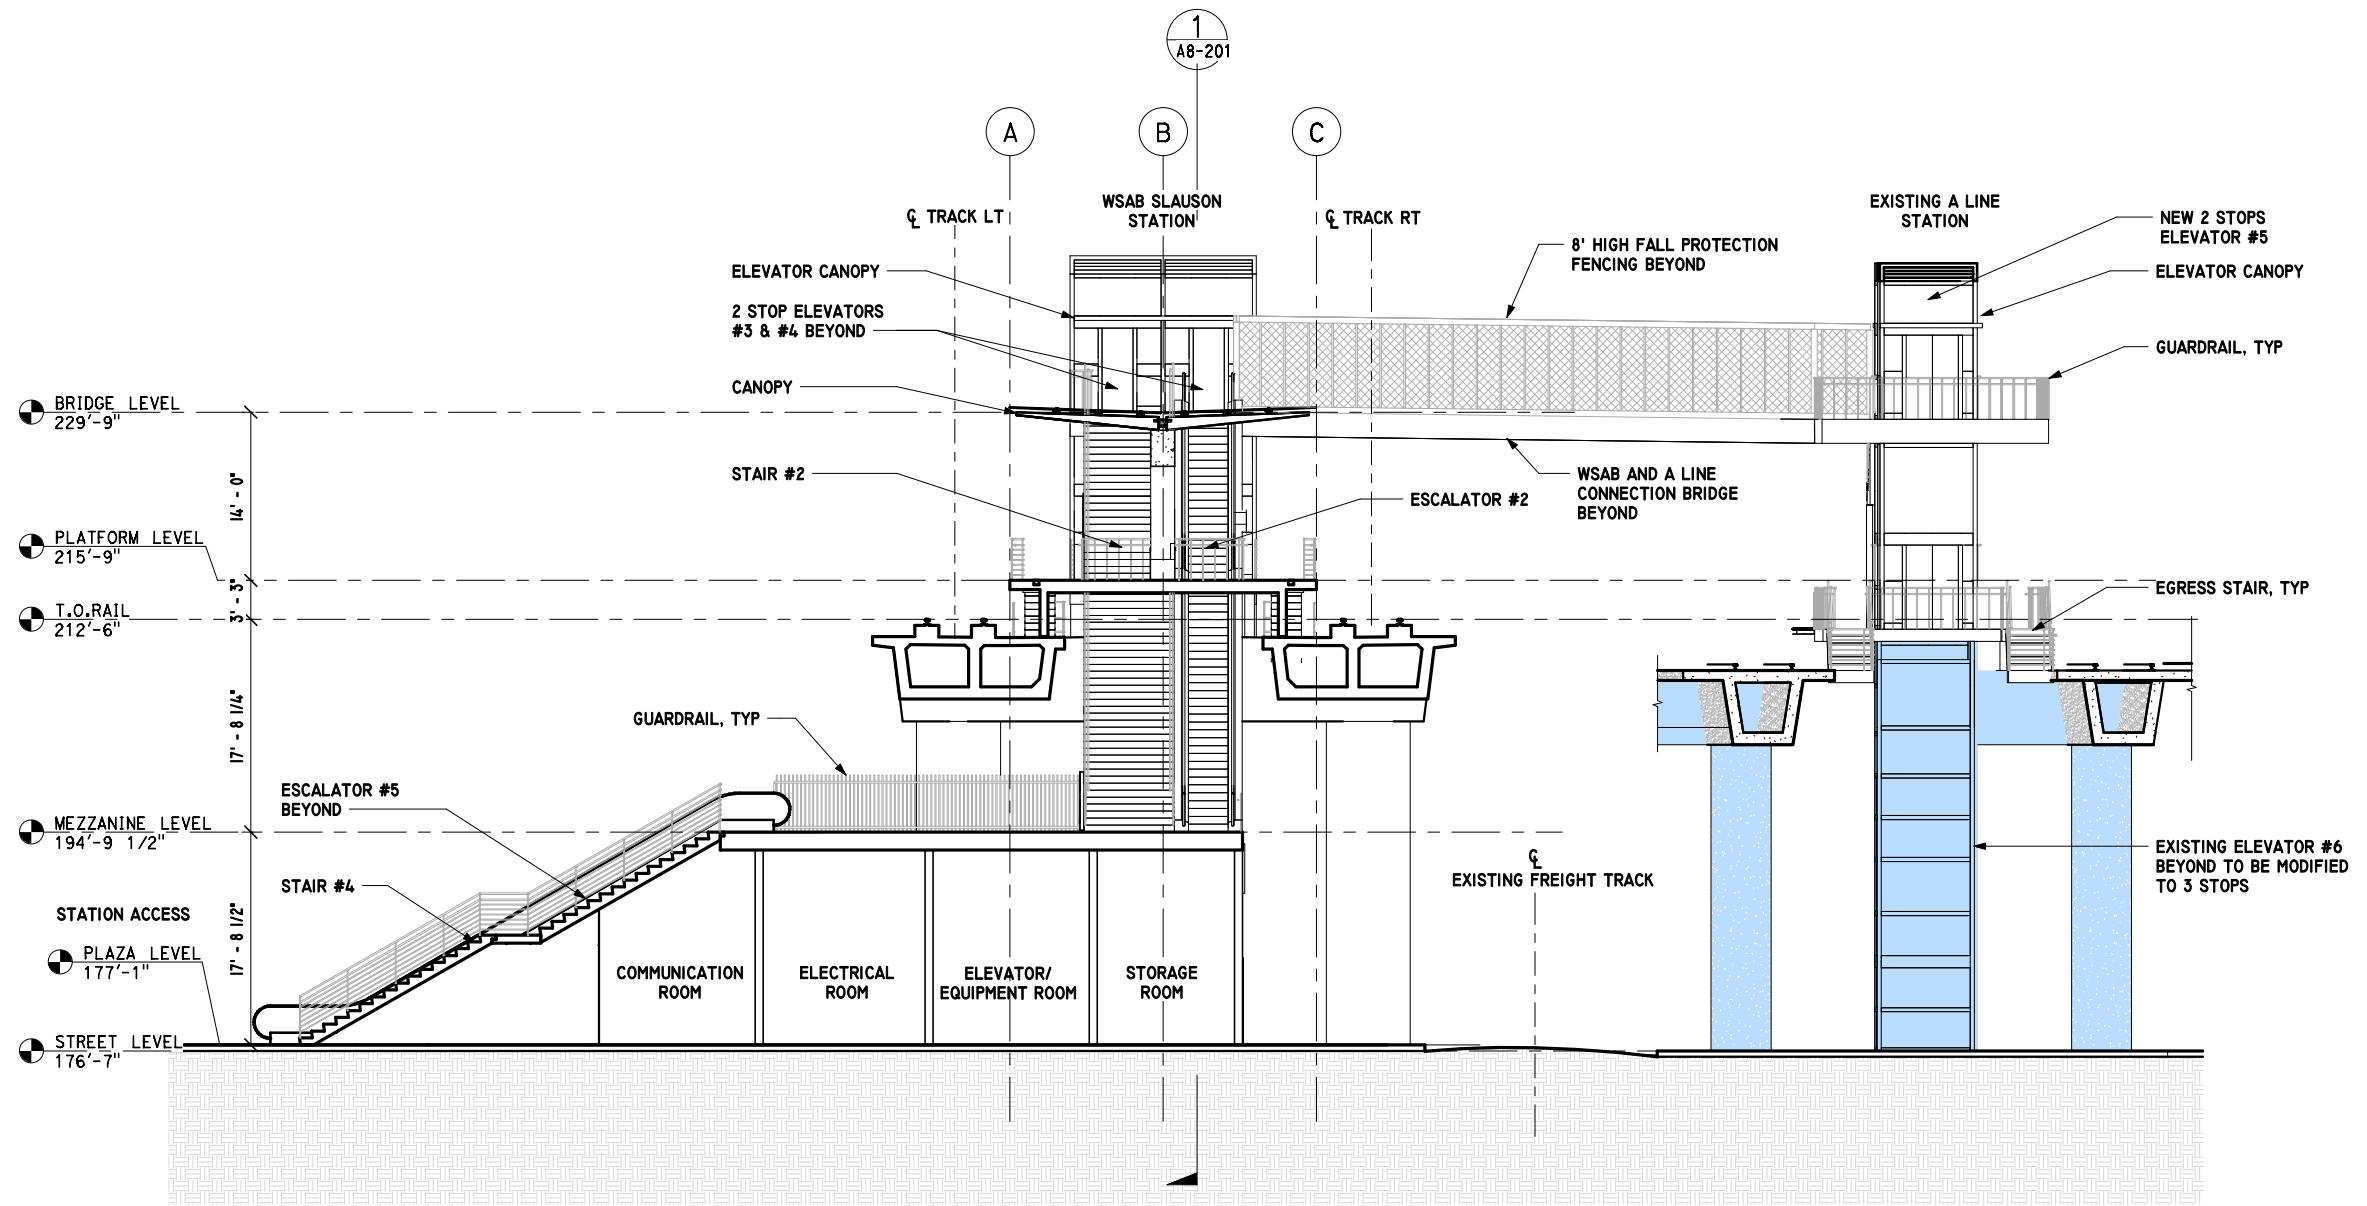 1
A8-201
A
B
C
WSAB SLAUSON
STATION
EXISTING A LINE
STATION
℄ TRACK LT
℄ TRACK RT
NEW 2 STOPS
ELEVATOR #5
8' HIGH FALL PROTECTION
FENCING BEYOND
ELEVATOR CANOPY
ELEVATOR CANOPY
2 STOP ELEVATORS
#3 & #4 BEYOND
GUARDRAIL, TYP
CANOPY
BRIDGE LEVEL
229'-9"
STAIR #2
WSAB AND A LINE
CONNECTION BRIDGE
BEYOND
ESCALATOR #2
14' - 0"
PLATFORM LEVEL
215'-9"
3' - 3"
T.O.RAIL
212'-6"
EGRESS STAIR, TYP
17' - 8 1/4"
GUARDRAIL, TYP
ESCALATOR #5
BEYOND
MEZZANINE LEVEL
194'-9 1/2"
℄
EXISTING FREIGHT TRACK
EXISTING ELEVATOR #6
BEYOND TO BE MODIFIED
TO 3 STOPS
STAIR #4
STATION ACCESS
17' - 8 1/2"
PLAZA LEVEL
177'-1"
COMMUNICATION
ROOM
ELECTRICAL
ROOM
ELEVATOR/
EQUIPMENT ROOM
STORAGE
ROOM
STREET LEVEL
176'-7"